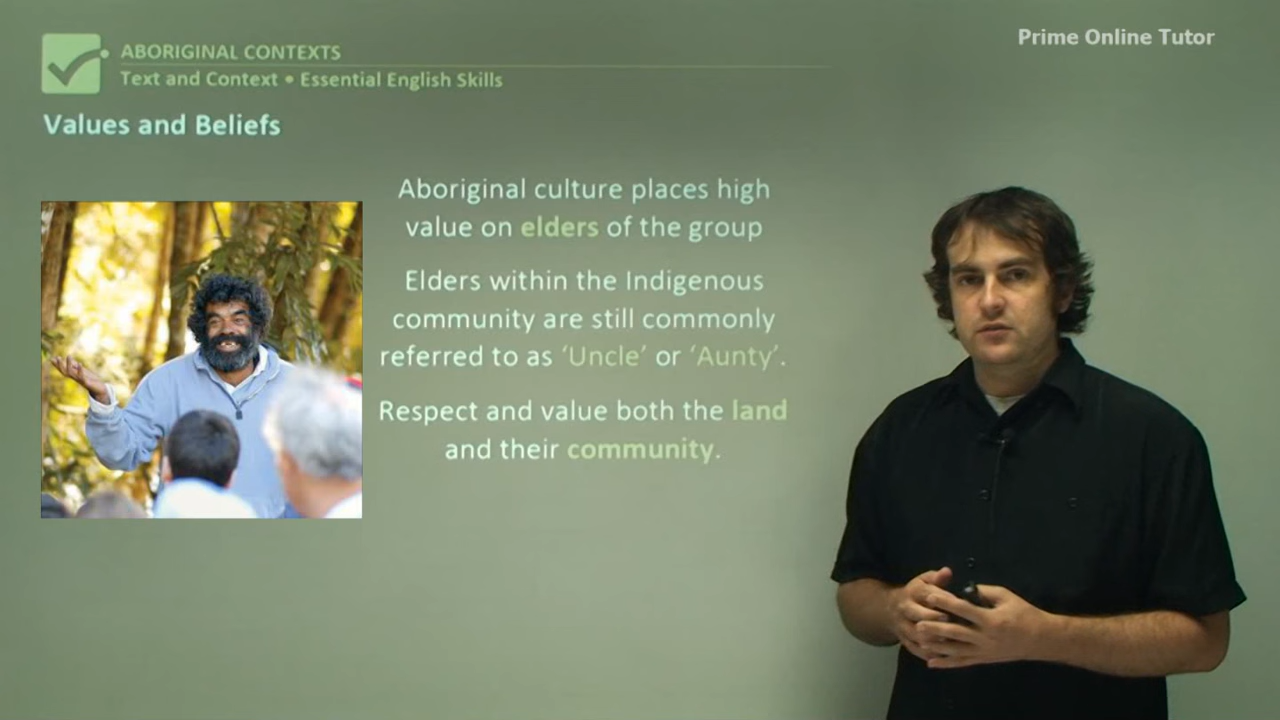 ABORIGINAL CONTEXTS
Prime Online Tutor
Text and Context • Essential English Skills
Values and Beliefs
Aboriginal culture places high
value on elders of the group
Elders within the Indigenous
community are still commonly
referred to as ‘Uncle’ or ‘Aunty’.
Respect and value both the land
and their community.